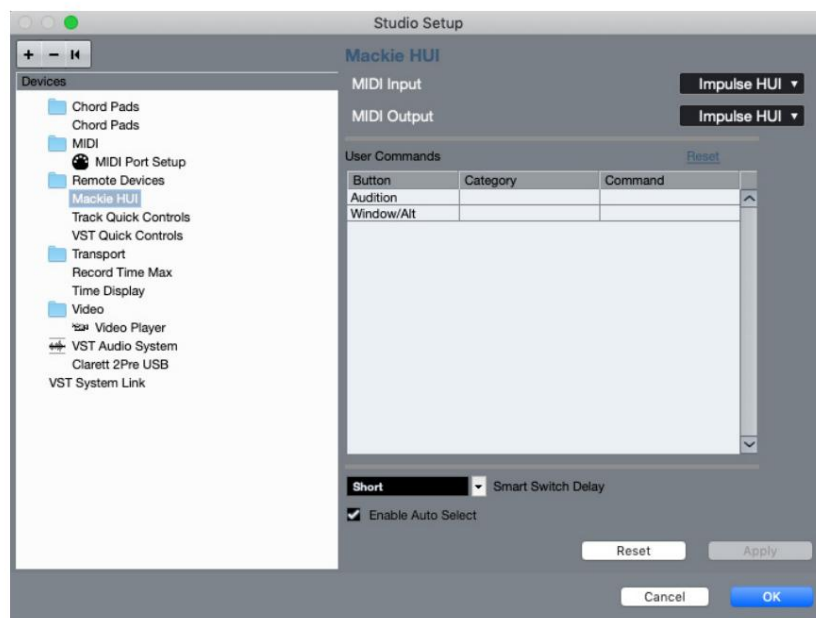 Studio Setup
Devices
Chord Pads
Chord Pads
MIDI
MIDI Port Setup
Remote Devices
Mackie HUI
Track Quick Controls
VST Quick Controls
Transport
Record Time Max
Time Display
Video
Video Player
VST Audio System
Clarett 2Pre USB
VST System Link
Mackie HUI
MIDI Input Impulse HUI
MIDI Output Impulse HUI
User Commands Reset
Button Category Command
Audition
Window/Alt
Short Smart Switch Delay
Enable Auto Select
Reset Apply
Cancel OK